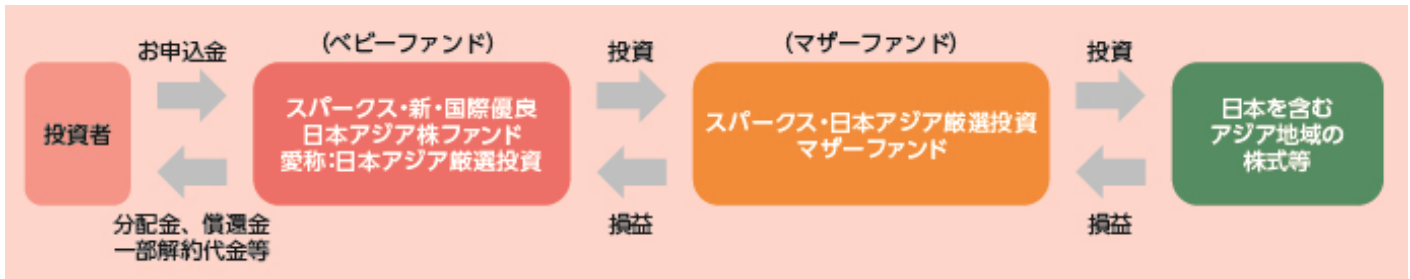 お申込金
(ベビーファンド)
投資
(マザーファンド)
投資
投資者
スパークス・新・国際優良
日本アジア株ファンド
愛称:日本アジア厳選投資
スパークス・日本アジア厳選投資
マザーファンド
日本を含む
アジア地域の
株式等
分配金、償還金
一部解約代金等
損益
損益